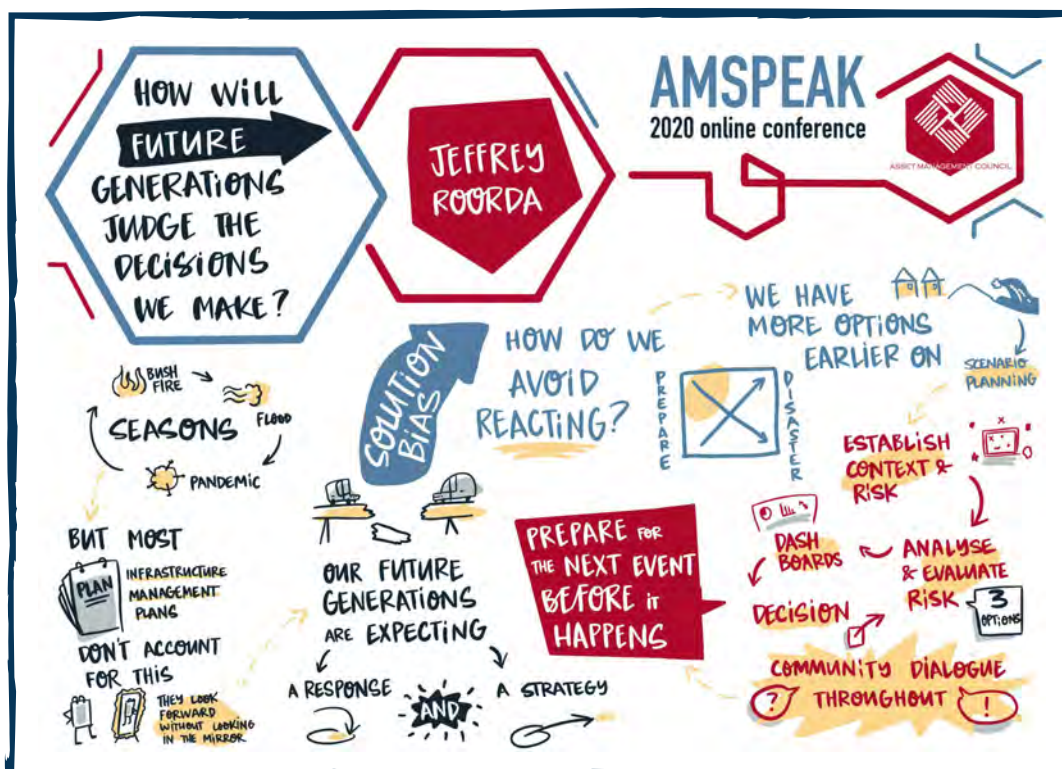 HOW WILL
FUTURE
GENERATIONS
JUDGE THE
DECISIONS
WE MAKE?
JEFFREY
ROORDA
AMSPEAK
2020 online conference
ASSET MANAGEMENT COUNCIL
BUSH
FIRE
FLOOD
SEASONS
PANDEMIC
BUT MOST
PLAN
INFRASTRUCTURE
MANAGEMENT
PLANS
DON'T ACCOUNT
FOR THIS
THEY LOOK
FORWARD
WITHOUT LOOKING
IN THE MIRROR
SOLUTION
BIAS
OUR FUTURE
GENERATIONS
ARE EXPECTING
A RESPONSE
AND
A STRATEGY
HOW DO WE
AVOID
REACTING?
WE HAVE
MORE OPTIONS
EARLIER ON
PREPARE
DISASTER
SCENARIO
PLANNING
ESTABLISH
CONTEXT &
RISK
ANALYSE
& EVALUATE
RISK
3
OPTIONS
DASH
BOARDS
DECISION
COMMUNITY DIALOGUE
THROUGHOUT
?
!
PREPARE FOR
THE NEXT EVENT
BEFORE IT
HAPPENS